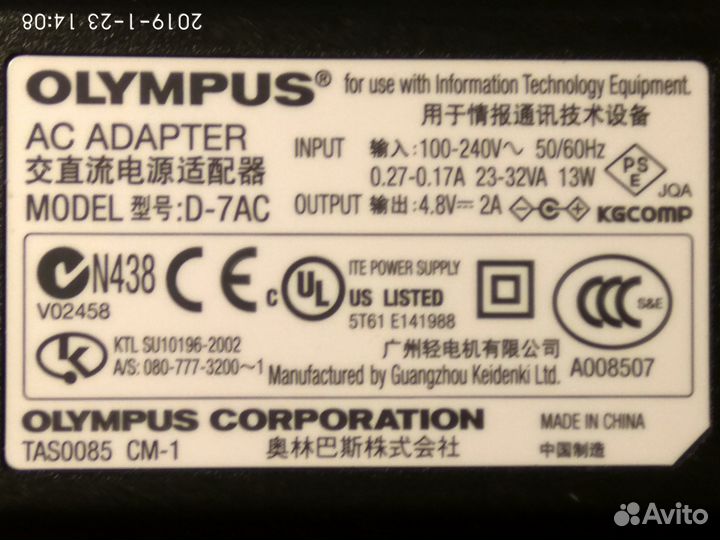 2019-1-23 14:08
OLYMPUS® for use with Information Technology Equipment.
用于情报通讯技术设备
AC ADAPTER
交直流电源适配器
MODEL 型号:D-7AC
INPUT 输入:100-240V～ 50/60Hz
0.27-0.17A 23-32VA 13W
OUTPUT 输出:4.8V⎓ 2A
PS E
JQA
KGCOMP
N438
V02458
CE
c UL US LISTED
ITE POWER SUPPLY
5T61 E141988
CCC S&E
A008507
KTL SU10196-2002
A/S: 080-777-3200～1
广州轻电机有限公司
Manufactured by Guangzhou Keidenki Ltd.
OLYMPUS CORPORATION
MADE IN CHINA
TAS0085 CM-1
奥林巴斯株式会社
中国制造
Avito